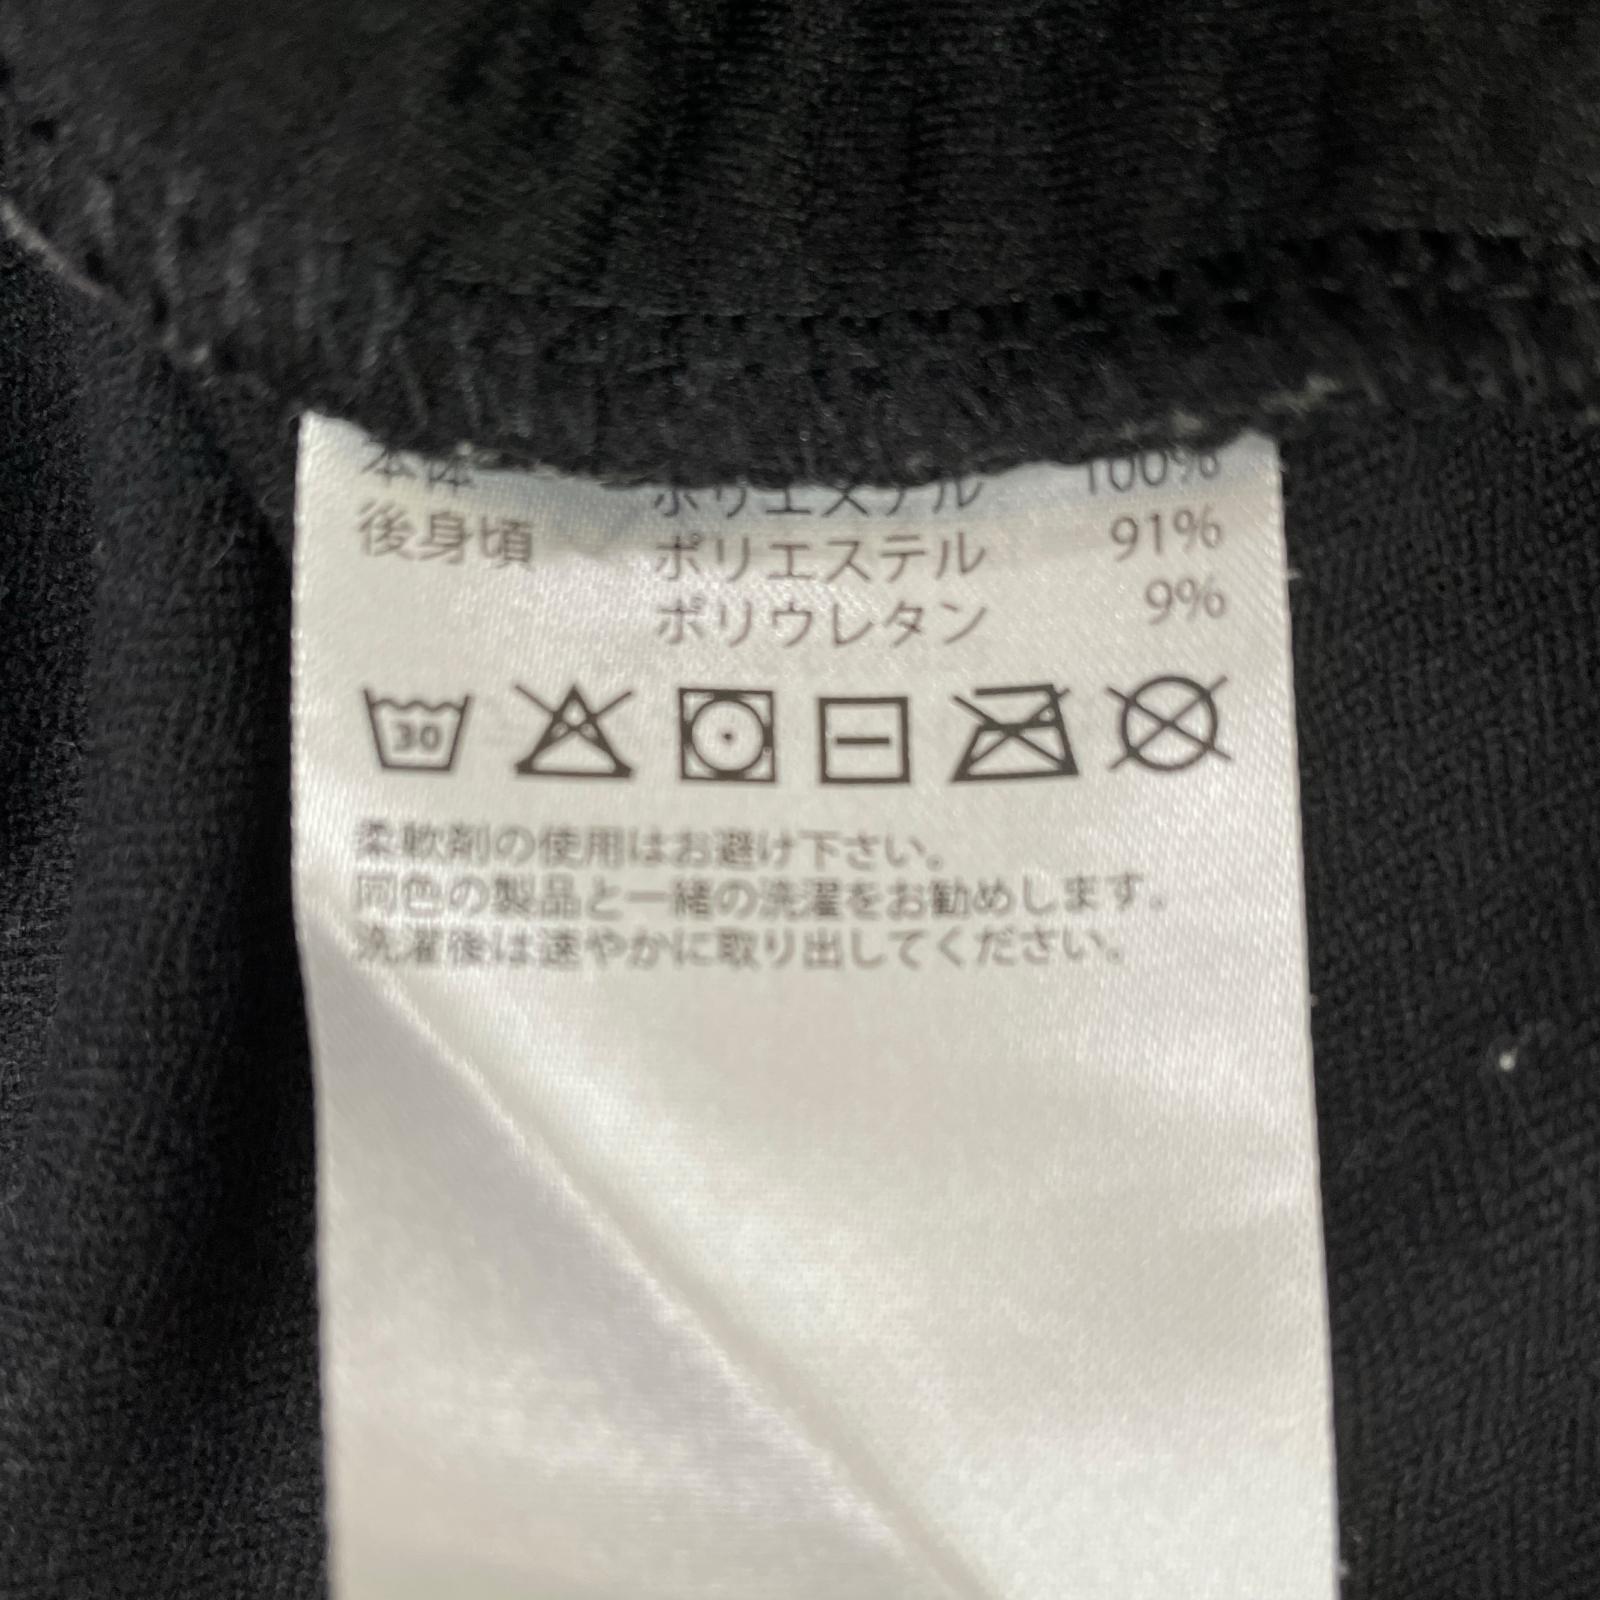 本体 ポリエステル 100%
後身頃 ポリエステル 91%
ポリウレタン 9%
30
柔軟剤の使用はお避け下さい。
同色の製品と一緒の洗濯をお勧めします。
洗濯後は速やかに取り出してください。